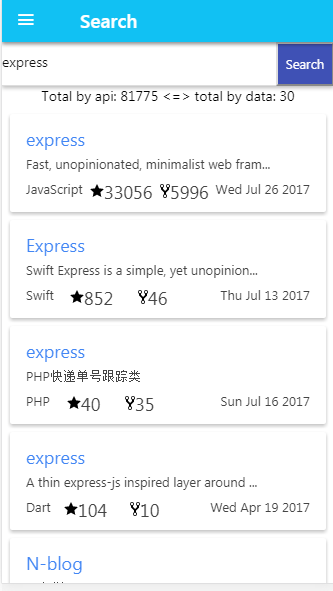 Search
express Search
Total by api: 81775 <=> total by data: 30
express
Fast, unopinionated, minimalist web fram...
JavaScript 33056 5996 Wed Jul 26 2017
Express
Swift Express is a simple, yet unopinion...
Swift 852 46 Thu Jul 13 2017
express
PHP快递单号跟踪类
PHP 40 35 Sun Jul 16 2017
express
A thin express-js inspired layer around ...
Dart 104 10 Wed Apr 19 2017
N-blog